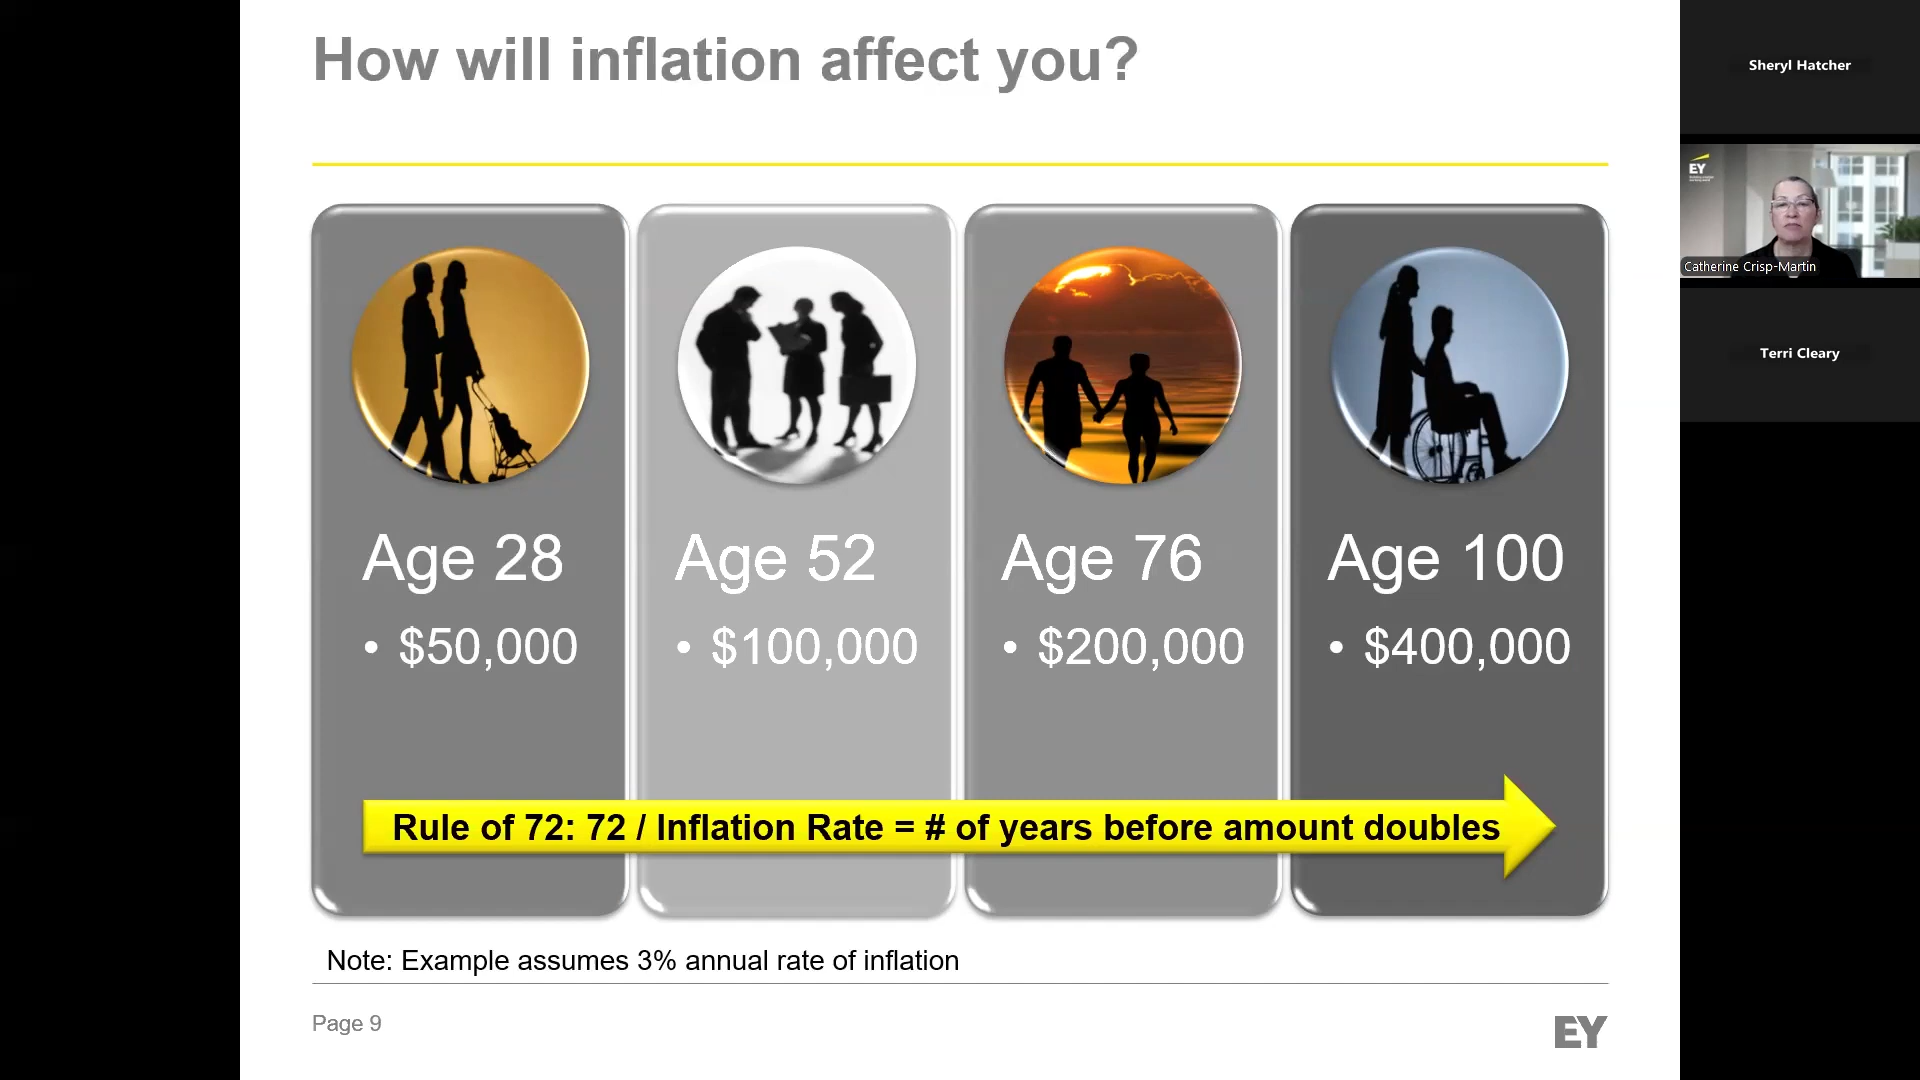 How will inflation affect you?
Age 28
• $50,000
Age 52
• $100,000
Age 76
• $200,000
Age 100
• $400,000
Rule of 72: 72 / Inflation Rate = # of years before amount doubles
Note: Example assumes 3% annual rate of inflation
Page 9
EY
Sheryl Hatcher
EY
Catherine Crisp-Martin
Terri Cleary